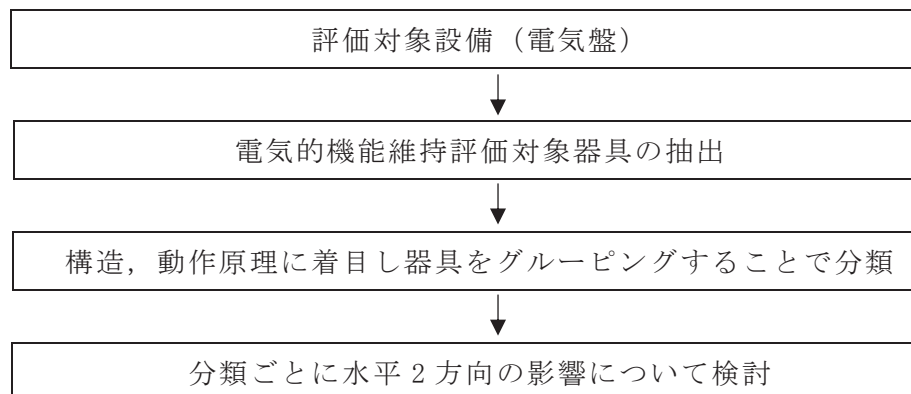 評価対象設備（電気盤）
電気的機能維持評価対象器具の抽出
構造，動作原理に着目し器具をグルーピングすることで分類
分類ごとに水平２方向の影響について検討